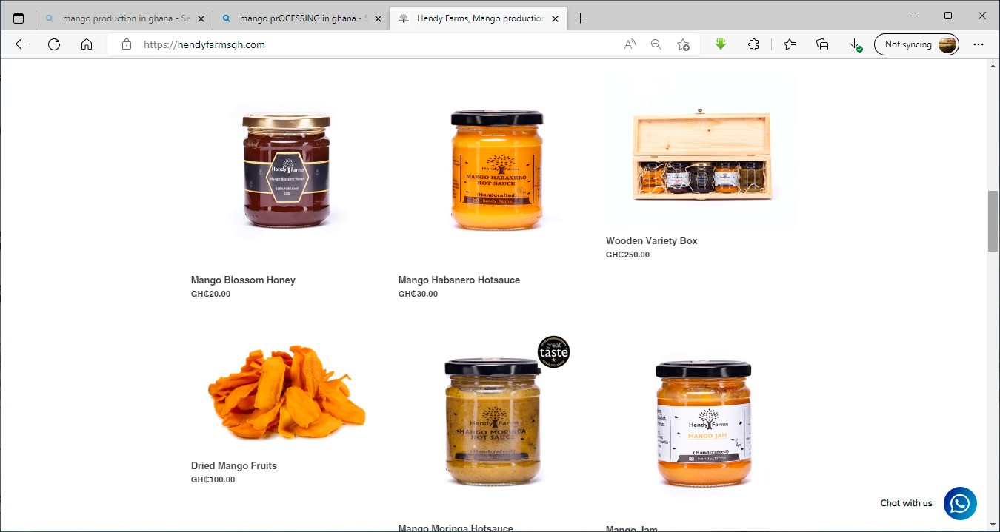 mango production in ghana - Se
mango prOCESSING in ghana - S
Hendy Farms, Mango production
https://hendyfarmsgh.com
Not syncing
Hendy Farms
Mango Blossom Honey
100% PURE RAW
Hendy Farms
MANGO HABANERO
HOT SAUCE
(Handcrafted)
hendy_farms
Wooden Variety Box
GH₵250.00
Mango Blossom Honey
GH₵20.00
Mango Habanero Hotsauce
GH₵30.00
great
taste
Hendy Farms
MANGO MORINGA
HOT SAUCE
(Handcrafted)
Hendy Farms
MANGO JAM
(Handcrafted)
hendy_farms
Dried Mango Fruits
GH₵100.00
Chat with us
Mango Moringa Hotsauce
Mango Jam